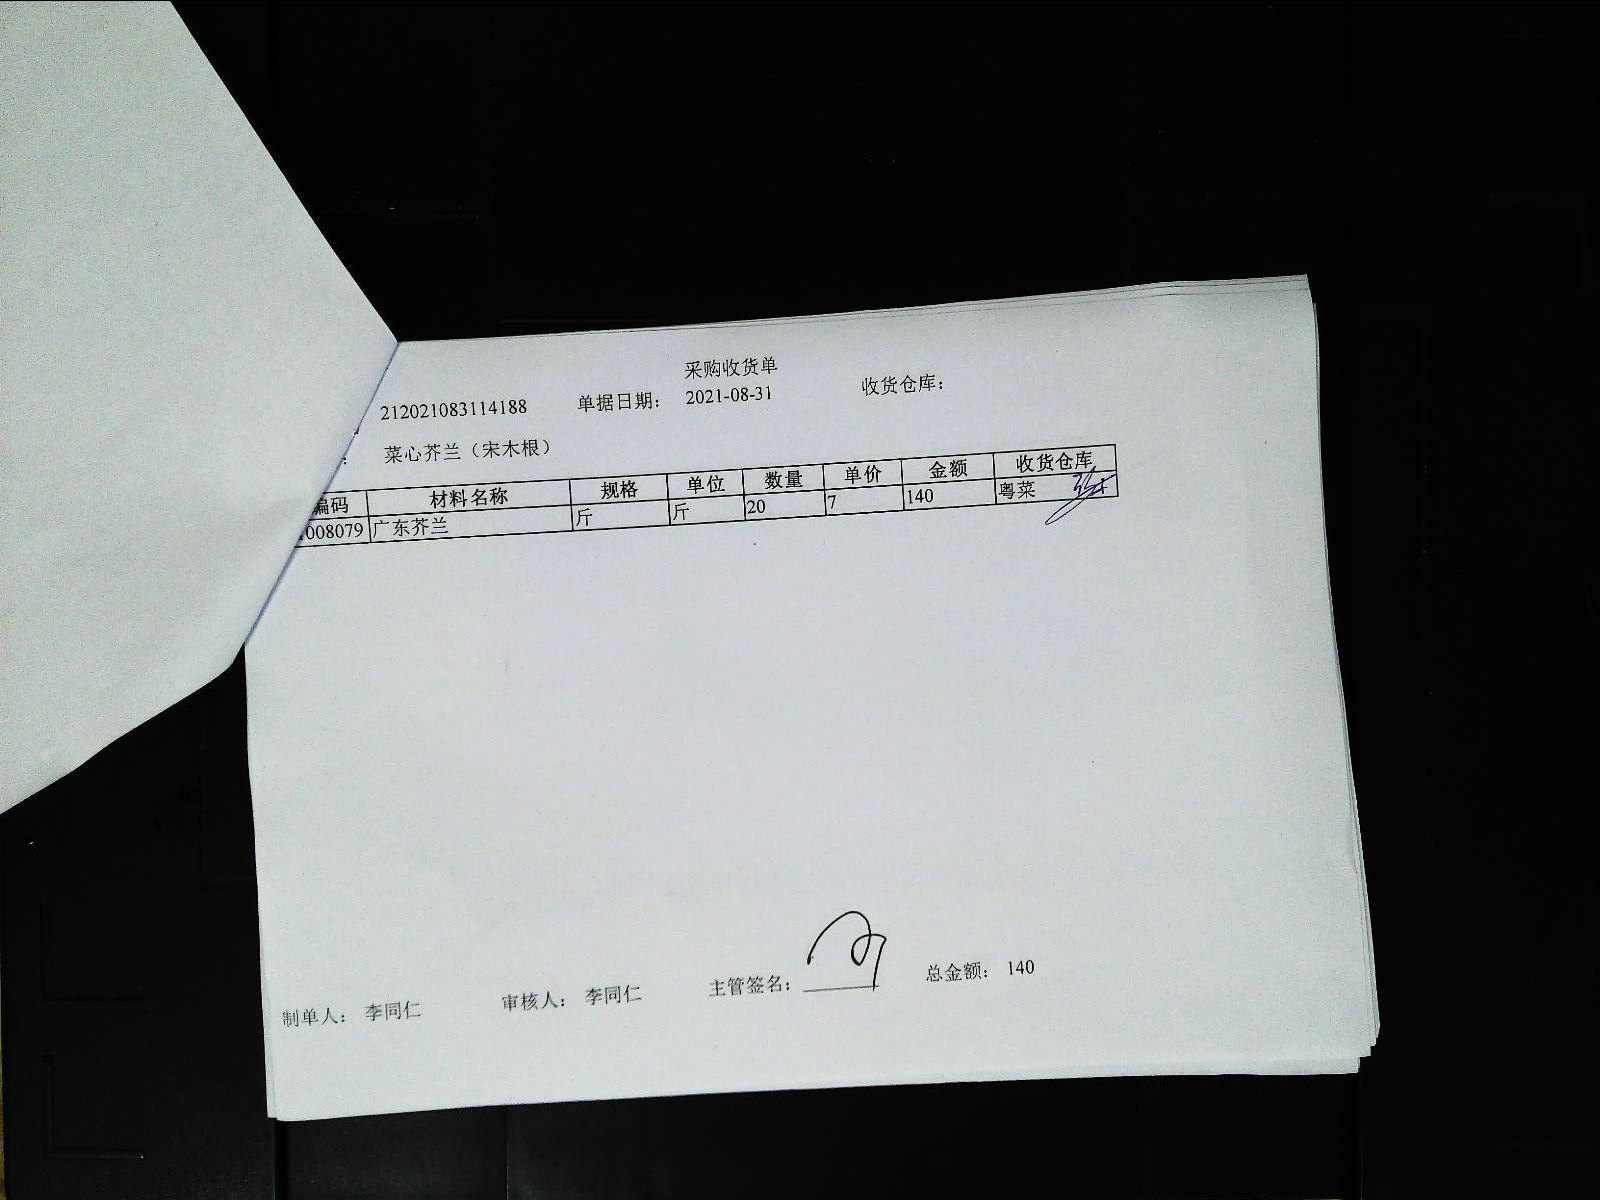 采购收货单
212021083114188 单据日期： 2021-08-31 收货仓库：
： 菜心芥兰（宋木根）
编码 材料名称 规格 单位 数量 单价 金额 收货仓库
008079 广东芥兰 斤 斤 20 7 140 粤菜
制单人： 李同仁 审核人： 李同仁 主管签名： 总金额： 140